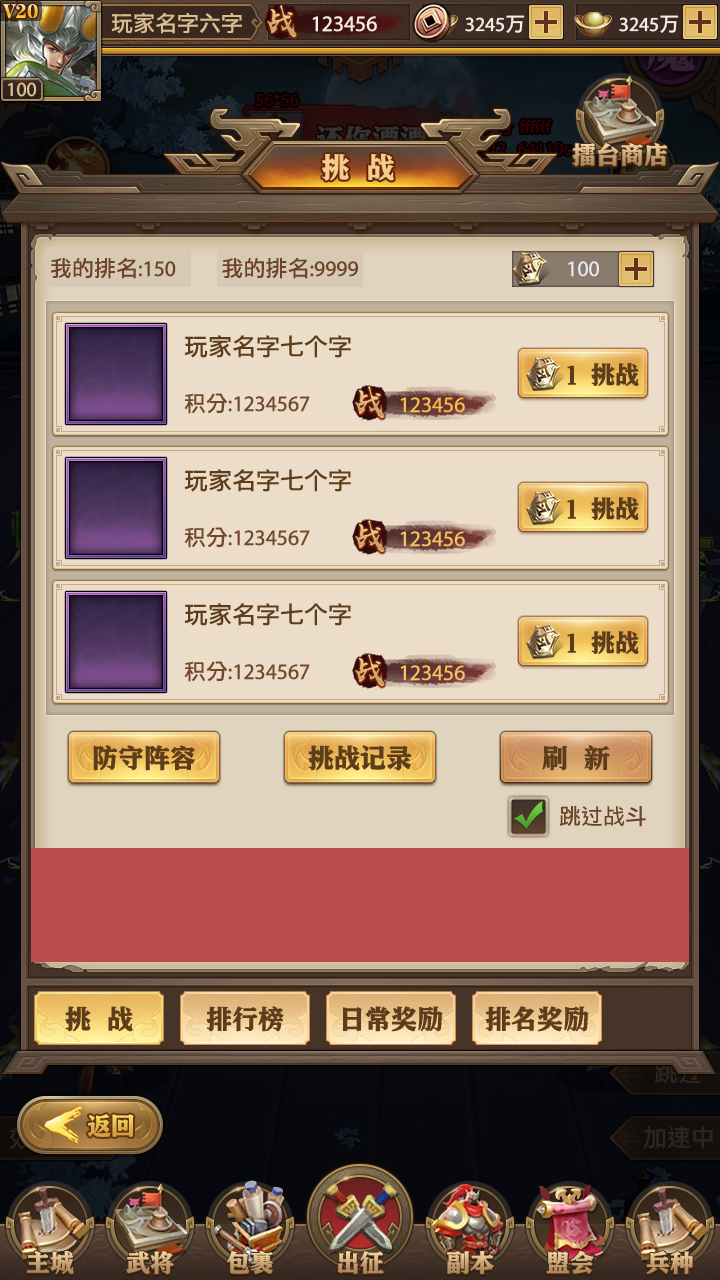 V20
玩家名字六字
战 123456
3245万
3245万
100
擂台商店
挑 战
我的排名:150
我的排名:9999
100
玩家名字七个字
积分:1234567
战 123456
1 挑战
玩家名字七个字
积分:1234567
战 123456
1 挑战
玩家名字七个字
积分:1234567
战 123456
1 挑战
防守阵容
挑战记录
刷 新
跳过战斗
挑 战
排行榜
日常奖励
排名奖励
跳过
返回
加速中
主城
武将
包裹
出征
副本
盟会
兵种